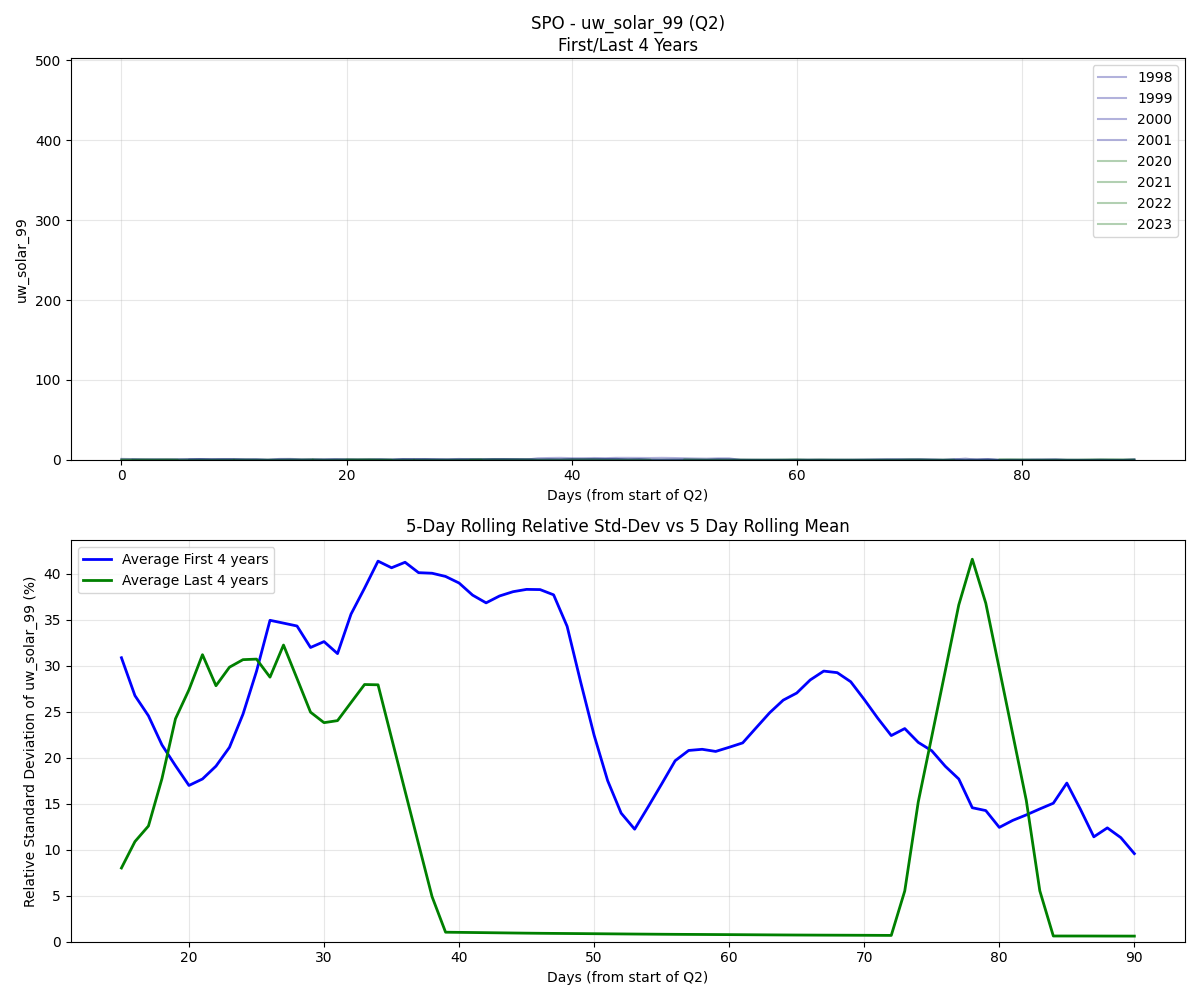 SPO - uw_solar_99 (Q2)
First/Last 4 Years
500
400
300
200
100
0
uw_solar_99
1998
1999
2000
2001
2020
2021
2022
2023
0 20 40 60 80
Days (from start of Q2)
5-Day Rolling Relative Std-Dev vs 5 Day Rolling Mean
Average First 4 years
Average Last 4 years
40
35
30
25
20
15
10
5
0
Relative Standard Deviation of uw_solar_99 (%)
20 30 40 50 60 70 80 90
Days (from start of Q2)